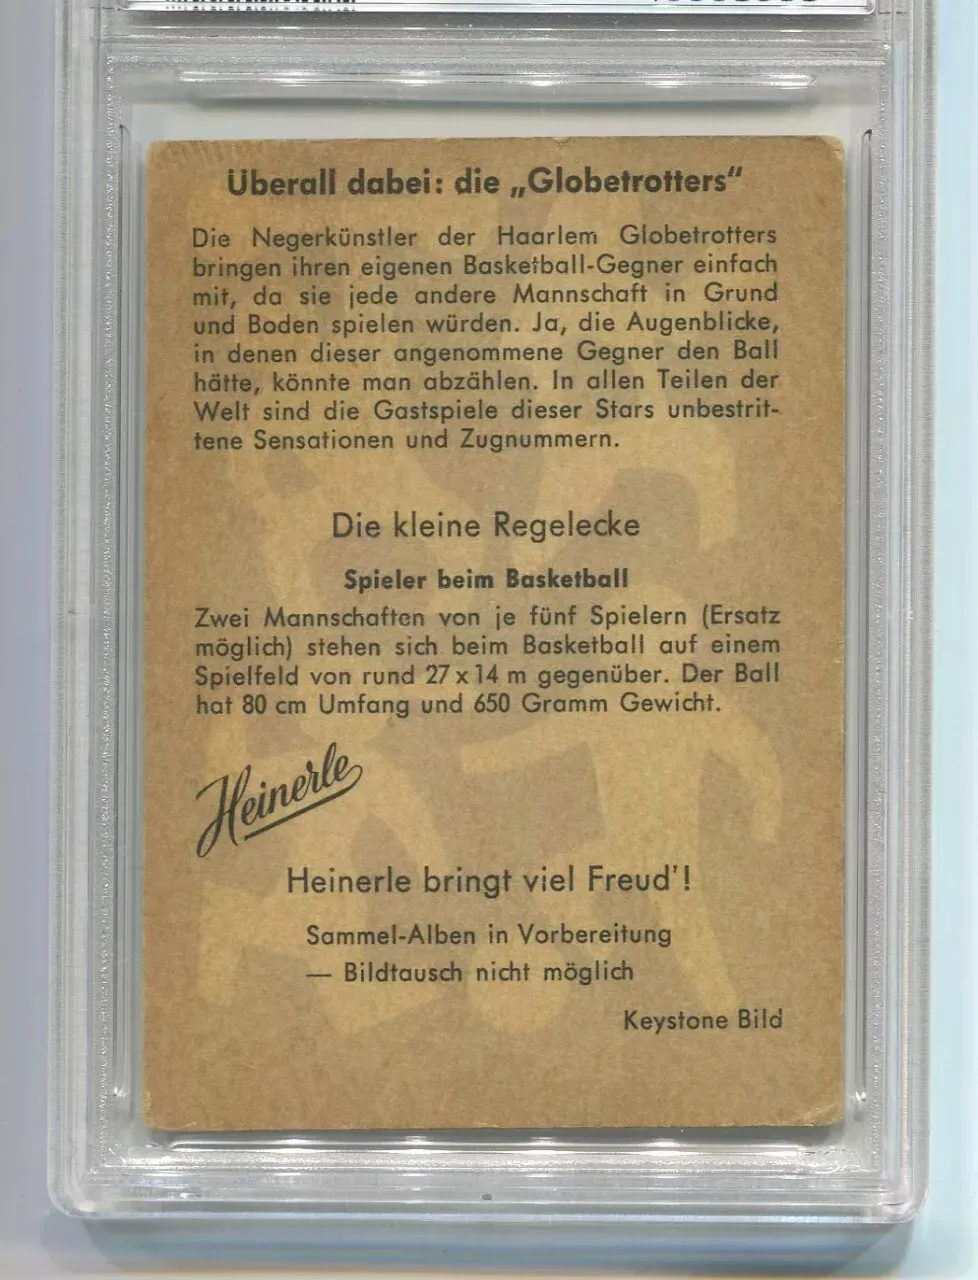 Überall dabei: die „Globetrotters“
Die Negerkünstler der Haarlem Globetrotters
bringen ihren eigenen Basketball-Gegner einfach
mit, da sie jede andere Mannschaft in Grund
und Boden spielen würden. Ja, die Augenblicke,
in denen dieser angenommene Gegner den Ball
hätte, könnte man abzählen. In allen Teilen der
Welt sind die Gastspiele dieser Stars unbestrit-
tene Sensationen und Zugnummern.
Die kleine Regelecke
Spieler beim Basketball
Zwei Mannschaften von je fünf Spielern (Ersatz
möglich) stehen sich beim Basketball auf einem
Spielfeld von rund 27 x 14 m gegenüber. Der Ball
hat 80 cm Umfang und 650 Gramm Gewicht.
Heinerle
Heinerle bringt viel Freud'!
Sammel-Alben in Vorbereitung
— Bildtausch nicht möglich
Keystone Bild